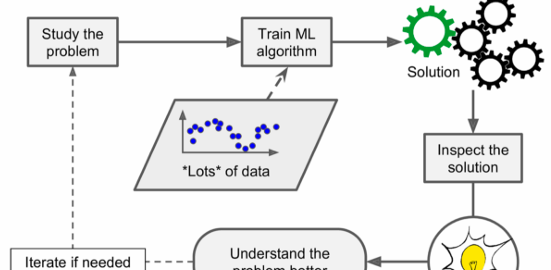 Study the
problem
Train ML
algorithm
Solution
*Lots* of data
Inspect the
solution
Understand the
problem better
Iterate if needed